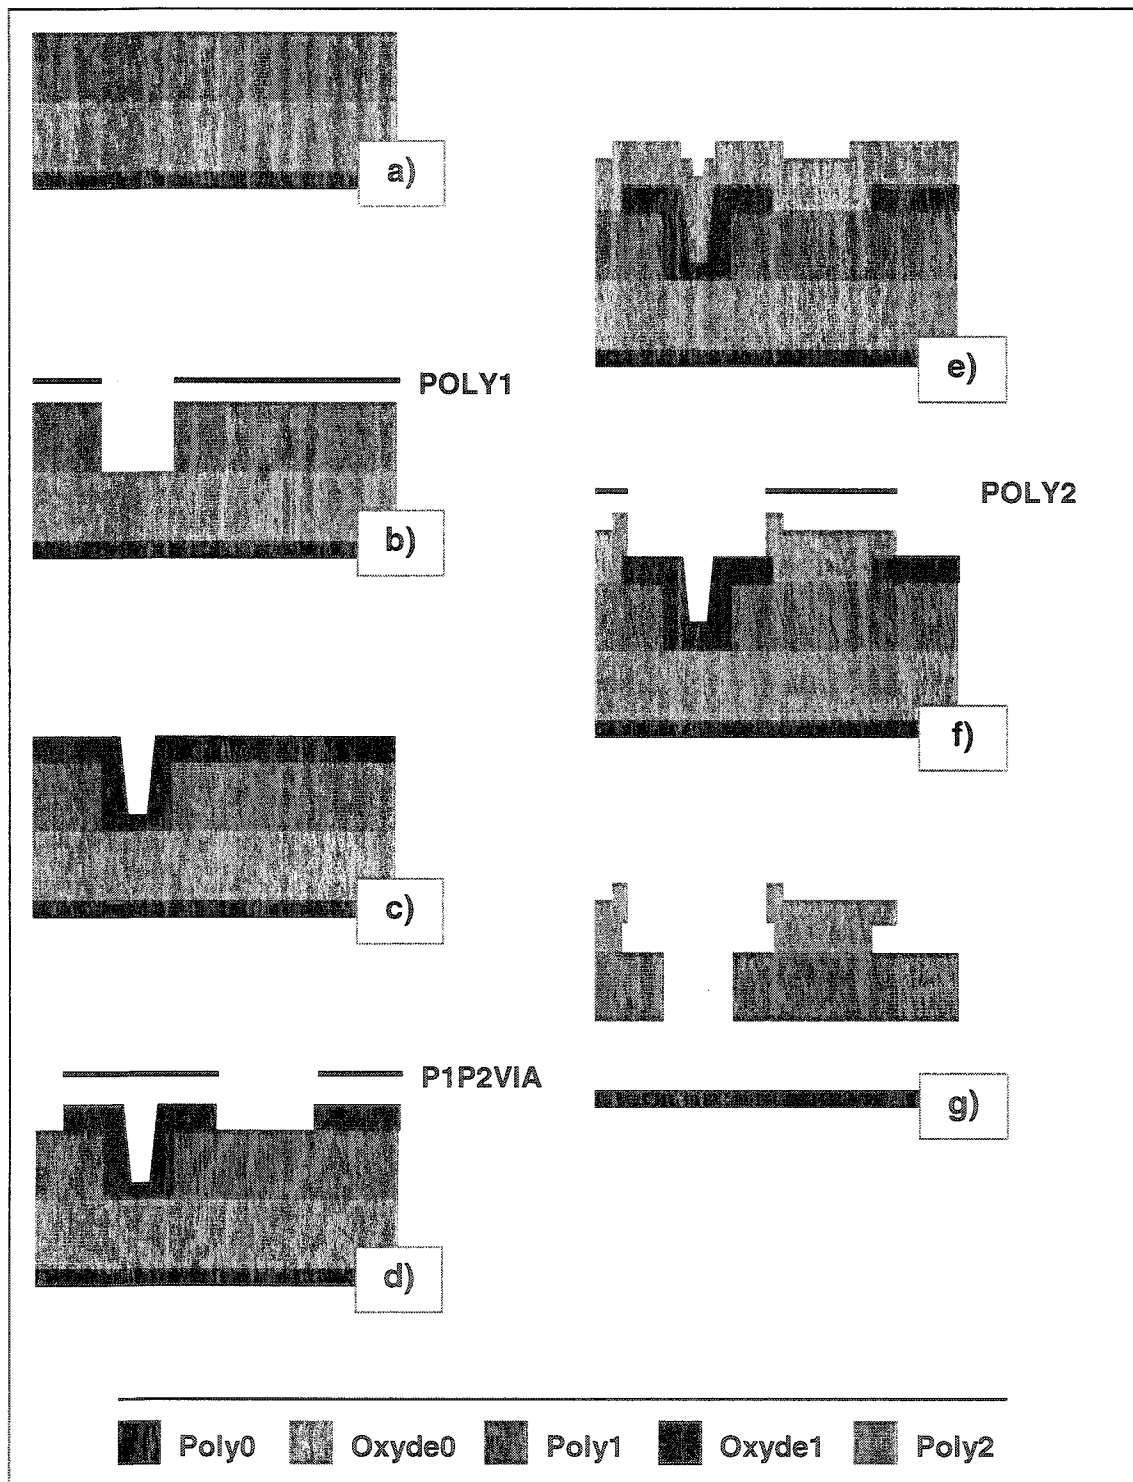 a)
POLY1
b)
c)
P1P2VIA
d)
e)
POLY2
f)
g)
Poly0 Oxyde0 Poly1 Oxyde1 Poly2